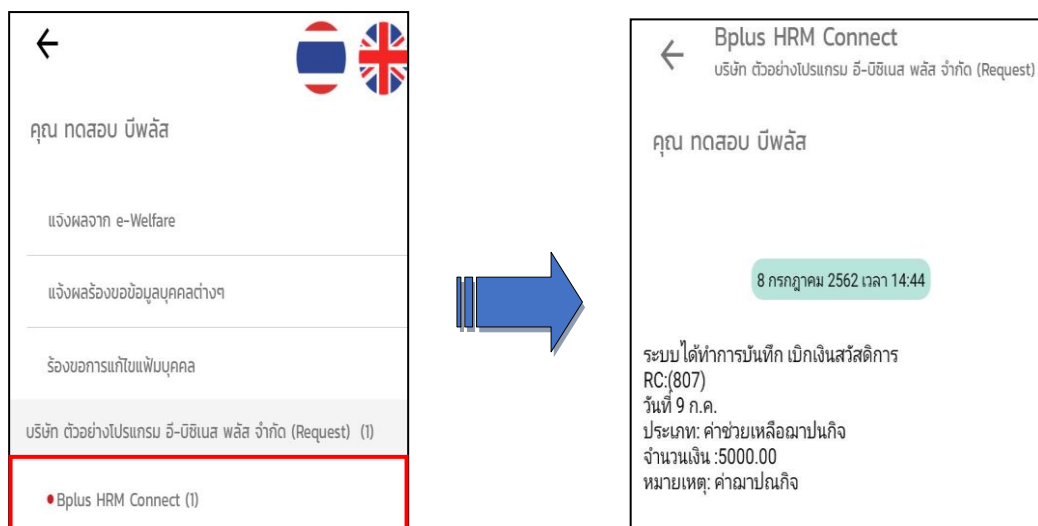 คุณ ทดสอบ บีพลัส
แจ้งผลจาก e-Welfare
แจ้งผลร้องขอข้อมูลบุคคลต่างๆ
ร้องขอการแก้ไขแฟ้มบุคคล
บริษัท ตัวอย่างโปรแกรม อี-บิซิเนส พลัส จำกัด (Request) (1)
Bplus HRM Connect (1)
Bplus HRM Connect
บริษัท ตัวอย่างโปรแกรม อี-บิซิเนส พลัส จำกัด (Request)
คุณ ทดสอบ บีพลัส
8 กรกฎาคม 2562 เวลา 14:44
ระบบได้ทำการบันทึก เบิกเงินสวัสดิการ
RC:(807)
วันที่ 9 ก.ค.
ประเภท: ค่าช่วยเหลือฌาปนกิจ
จำนวนเงิน :5000.00
หมายเหตุ: ค่าฌาปณกิจ